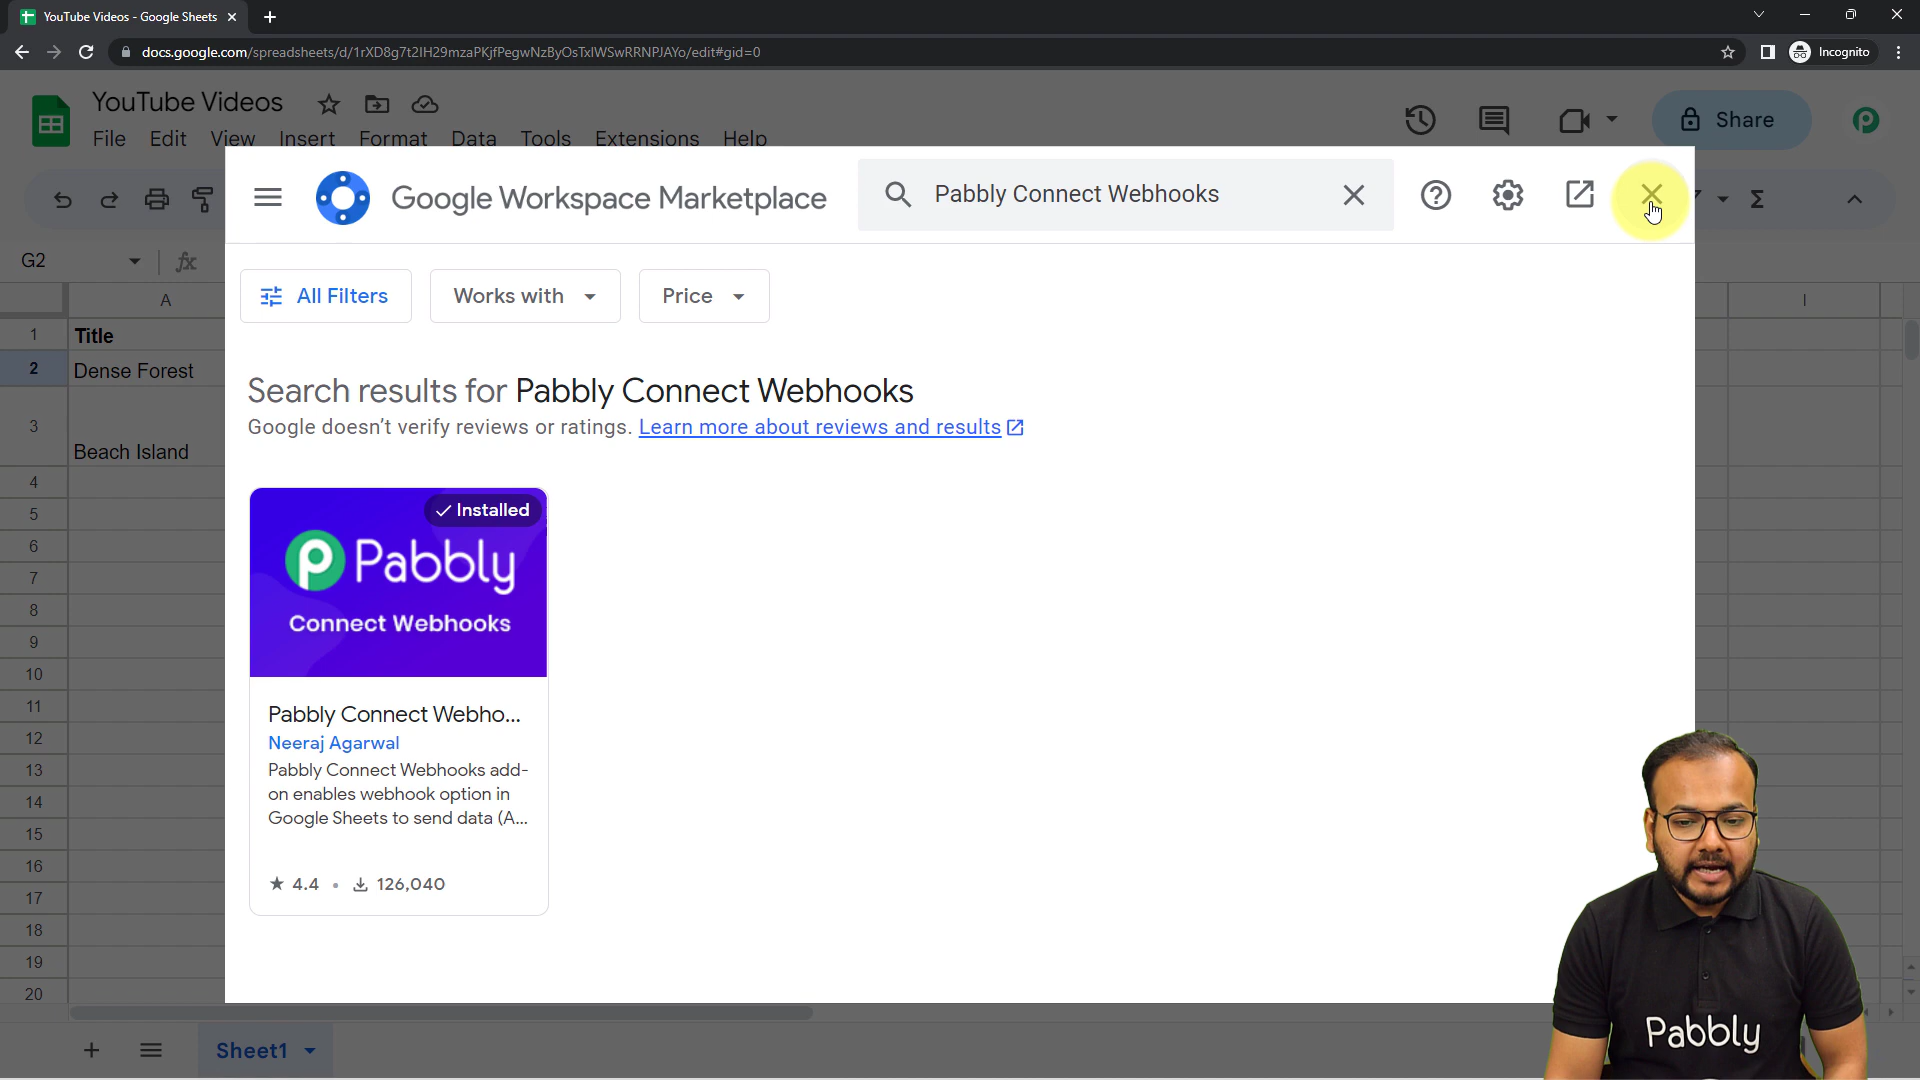 YouTube Videos - Google Sheets
docs.google.com/spreadsheets/d/1rXD8g7t2IH29mzaPKjfPegwNzByOsTxIWSwRRNPJAYo/edit#gid=0
Incognito
YouTube Videos
File Edit View Insert Format Data Tools Extensions Help
Share
Google Workspace Marketplace
Pabbly Connect Webhooks
G2
fx
All Filters
Works with
Price
A
I
1 Title
2 Dense Forest
3 Beach Island
4
5
6
7
8
9
10
11
12
13
14
15
16
17
18
19
20
Search results for Pabbly Connect Webhooks
Google doesn't verify reviews or ratings. Learn more about reviews and results
Installed
Pabbly
Connect Webhooks
Pabbly Connect Webho...
Neeraj Agarwal
Pabbly Connect Webhooks add-
on enables webhook option in
Google Sheets to send data (A...
4.4 • 126,040
Pabbly
Sheet1